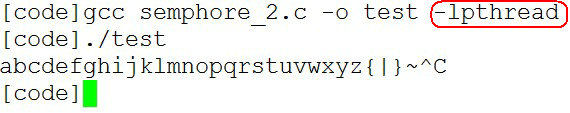 [code]gcc semphore_2.c -o test -lpthread
[code]./test
abcdefghijklmnopqrstuvwxyz{|}~^C
[code]